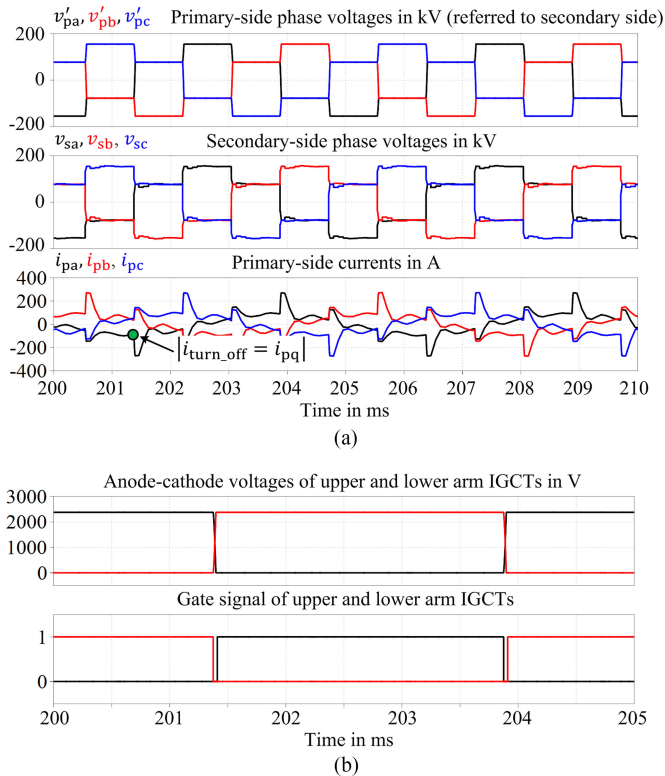 v′pa, v′pb, v′pc Primary-side phase voltages in kV (referred to secondary side)
200
0
-200
vsa, vsb, vsc Secondary-side phase voltages in kV
200
0
-200
ipa, ipb, ipc Primary-side currents in A
400
200
0
-200
-400
|iturn_off = ipq|
200 201 202 203 204 205 206 207 208 209 210
Time in ms
(a)
Anode-cathode voltages of upper and lower arm IGCTs in V
3000
2000
1000
0
Gate signal of upper and lower arm IGCTs
1
0
200 201 202 203 204 205
Time in ms
(b)